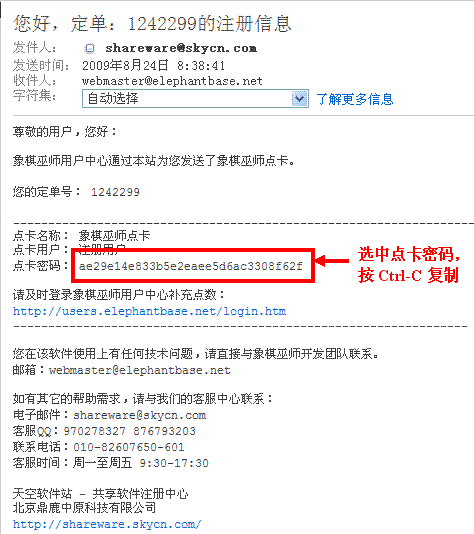 您好，定单：1242299的注册信息
发件人： shareware@skycn.com
发送时间： 2009年8月24日 8:38:41
收件人： webmaster@elephantbase.net
字符集： 自动选择 了解更多信息
尊敬的用户，您好：
象棋巫师用户中心通过本站为您发送了象棋巫师点卡。
您的定单号： 1242299
点卡名称： 象棋巫师点卡
点卡用户： 注册用户
点卡密码： ae29e14e833b5e2eaee5d6ac3308f62f
选中点卡密码，
按 Ctrl-C 复制
请及时登录象棋巫师用户中心补充点数：
http://users.elephantbase.net/login.htm
您在该软件使用上有任何技术问题，请直接与象棋巫师开发团队联系。
邮箱：webmaster@elephantbase.net
如有其它的帮助需求，请与我们的客服中心联系：
电子邮件：shareware@skycn.com
客服QQ：970278327 876793203
联系电话：010-82607650-601
客服时间：周一至周五 9:30-17:30
天空软件站 - 共享软件注册中心
北京鼎鹿中原科技有限公司
http://shareware.skycn.com/